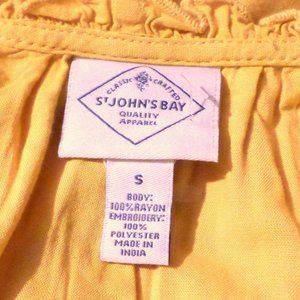 CLASSIC CRAFTED
ST JOHN'S BAY
QUALITY
APPAREL
S
BODY:
100% RAYON
EMBROIDERY:
100%
POLYESTER
MADE IN
INDIA